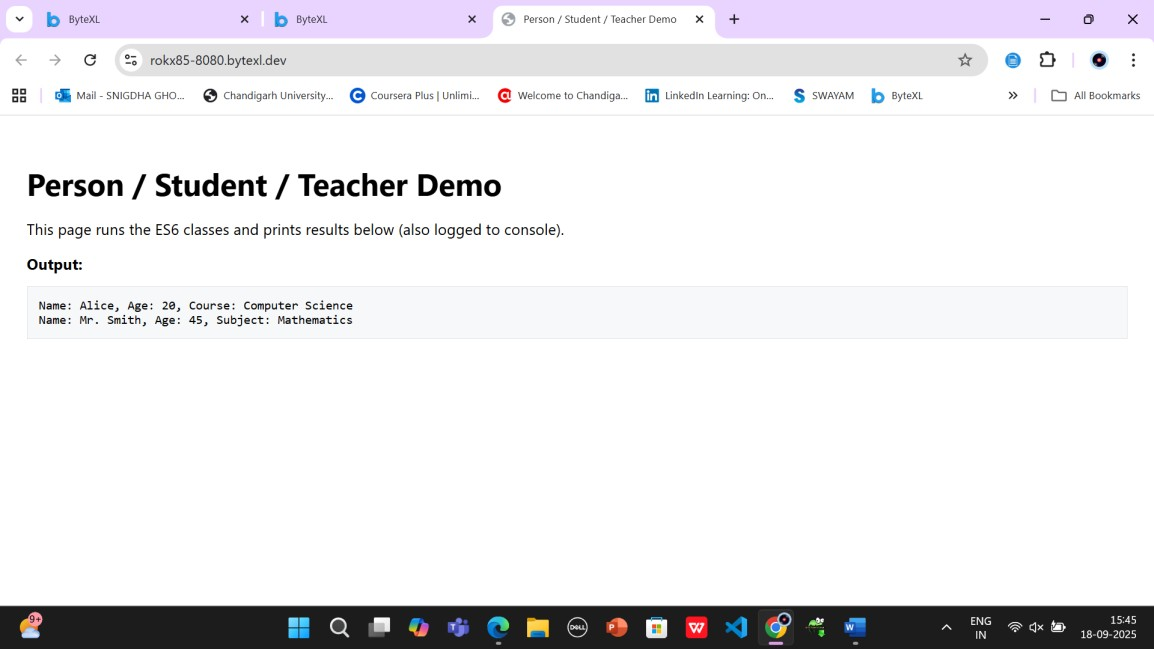 ByteXL
ByteXL
Person / Student / Teacher Demo
rokx85-8080.bytexl.dev
Mail - SNIGDHA GHO...
Chandigarh University...
Coursera Plus | Unlimi...
Welcome to Chandiga...
LinkedIn Learning: On...
SWAYAM
ByteXL
All Bookmarks
Person / Student / Teacher Demo
This page runs the ES6 classes and prints results below (also logged to console).
Output:
Name: Alice, Age: 20, Course: Computer Science
Name: Mr. Smith, Age: 45, Subject: Mathematics
9+
DELL
ENG
IN
15:45
18-09-2025